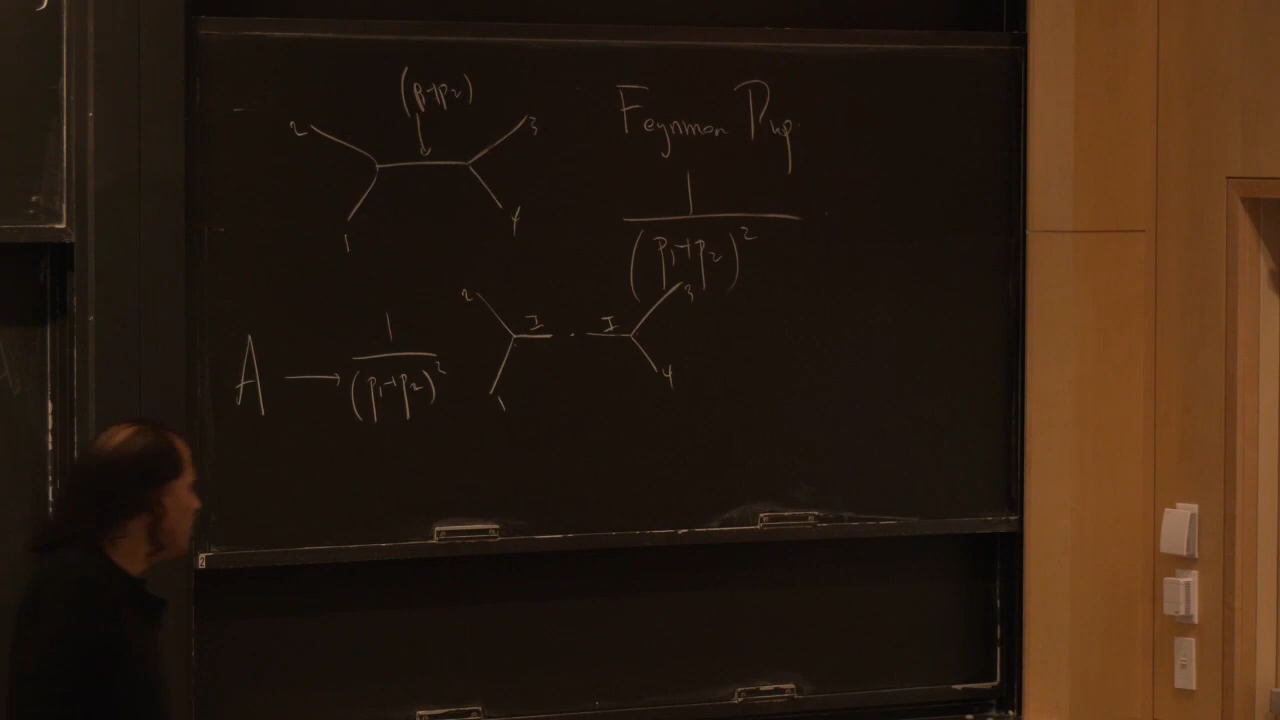 (p₁+p₂)
2 3
1 4
Feynman Prop.
1
(p₁+p₂)²
2 I I 3
A → 1
(p₁+p₂)²
1 4
2